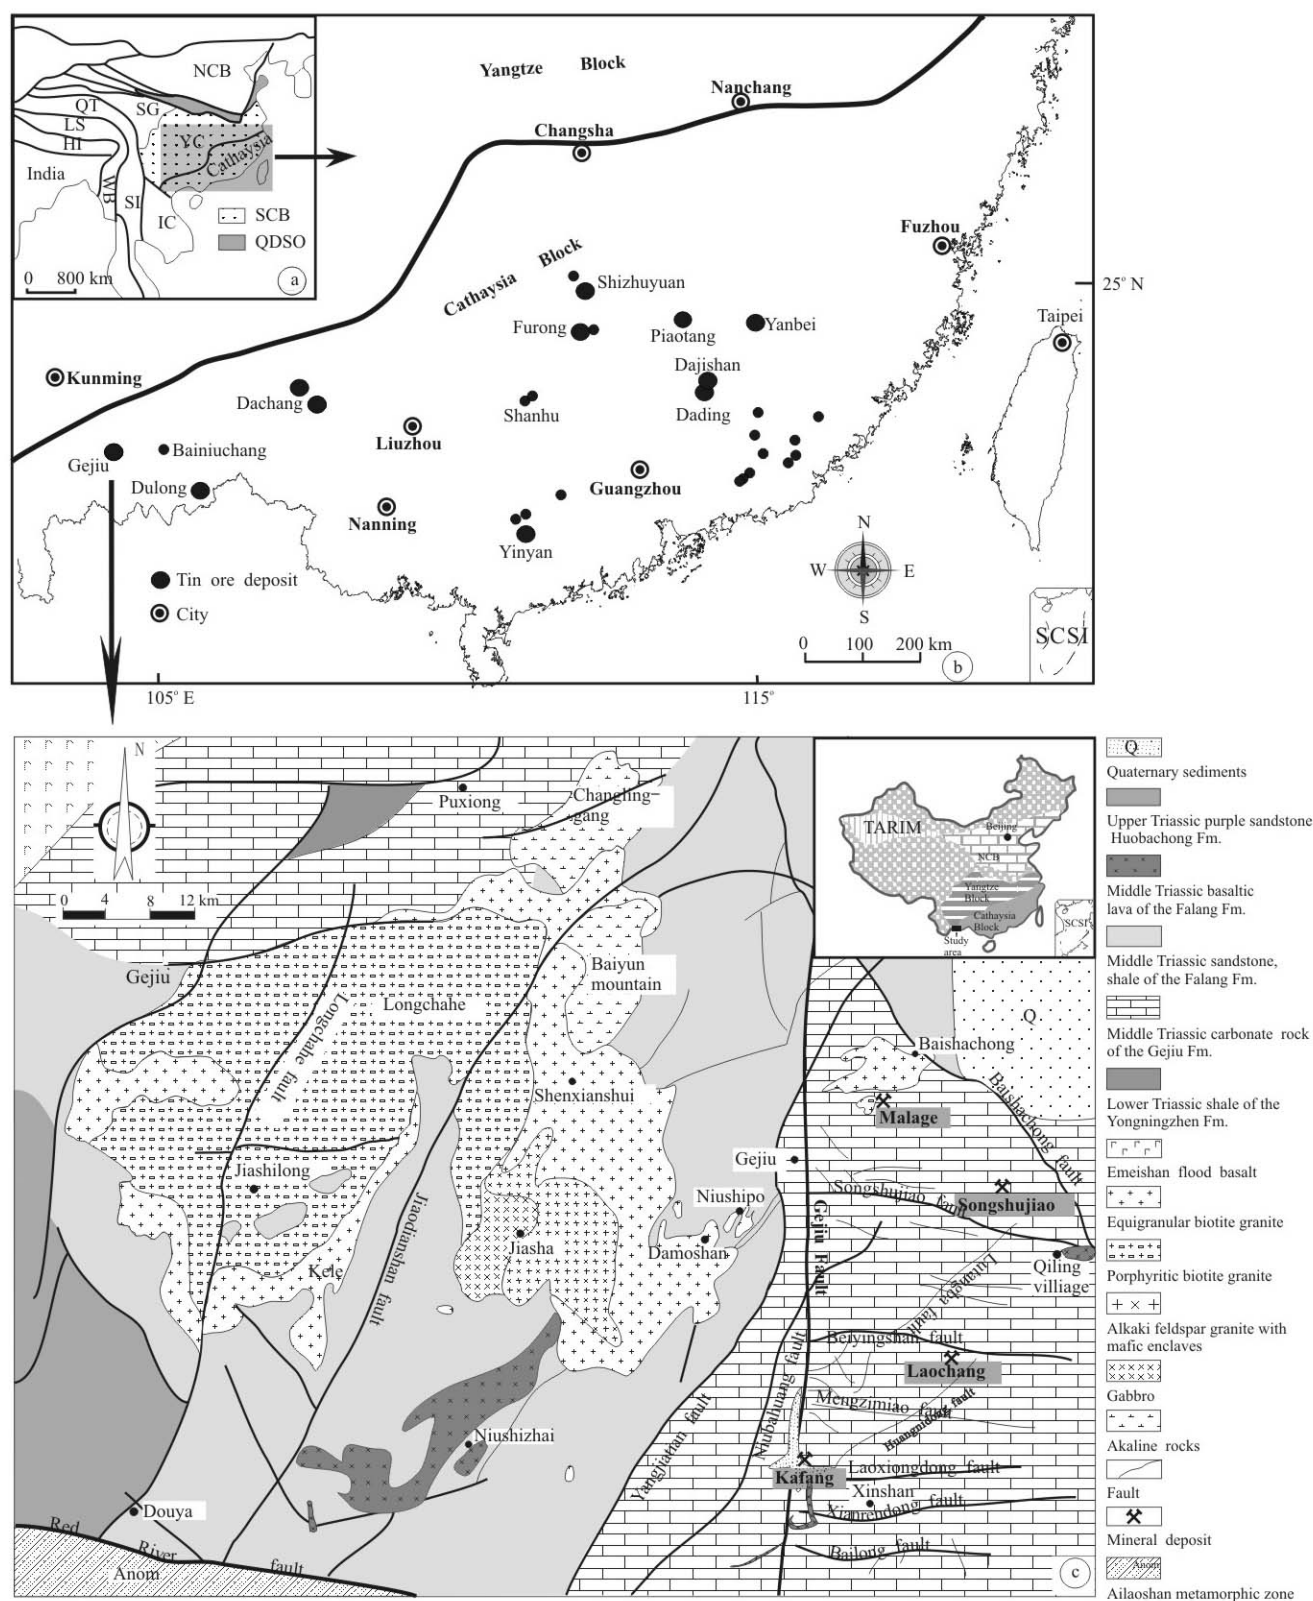 NCB
QT
SG
LS
HI
YC
Cathaysia
India
WB
SI
IC
SCB
QDSO
0 800 km
a
Yangtze Block
Nanchang
Changsha
Fuzhou
Cathaysia Block
Shizhuyuan
25° N
Furong
Piaotang
Yanbei
Taipei
Kunming
Dajishan
Dachang
Shanhu
Dading
Liuzhou
Gejiu
Bainiuchang
Dulong
Guangzhou
Nanning
Yinyan
N
W E
S
Tin ore deposit
City
0 100 200 km
b
SCSI
105° E
115°
N
Puxiong
Changling-
gang
0 4 8 12 km
Gejiu
Longchahe fault
Longchahe
Baiyun
mountain
Shenxianshui
Jiashilong
Jiaodianshan fault
Kele
Jiasha
Niushipo
Damoshan
Niushizhai
Douya
Red River fault
Anom
TARIM
Beijing
NCB
Yangtze
Block
Cathaysia
Block
Study
area
SCSI
Q
Baishachong
Baishachong fault
Malage
Gejiu
Songshujiao fault
Songshujiao
Gejiu Fault
Qiling
villiage
Lutangba fault
Beiyingshan fault
Laochang
Niubahuang fault
Mengzimiao fault
Huangnidong fault
Yangjiatian fault
Kafang
Laoxiongdong fault
Xinshan
Xianrendong fault
Bailong fault
c
Q
Quaternary sediments
Upper Triassic purple sandstone
Huobachong Fm.
Middle Triassic basaltic
lava of the Falang Fm.
Middle Triassic sandstone,
shale of the Falang Fm.
Middle Triassic carbonate rock
of the Gejiu Fm.
Lower Triassic shale of the
Yongningzhen Fm.
Emeishan flood basalt
Equigranular biotite granite
Porphyritic biotite granite
Alkaki feldspar granite with
mafic enclaves
Gabbro
Akaline rocks
Fault
Mineral deposit
Anom
Ailaoshan metamorphic zone